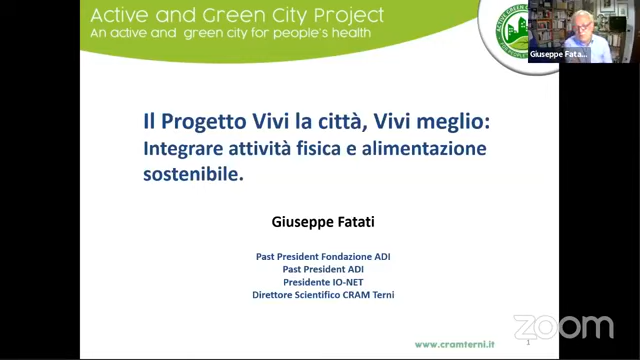 Active and Green City Project
An active and green city for people's health
Giuseppe Fata...
Il Progetto Vivi la città, Vivi meglio:
Integrare attività fisica e alimentazione
sostenibile.
Giuseppe Fatati
Past President Fondazione ADI
Past President ADI
Presidente IO-NET
Direttore Scientifico CRAM Terni
zoom
www.cramterni.it
1